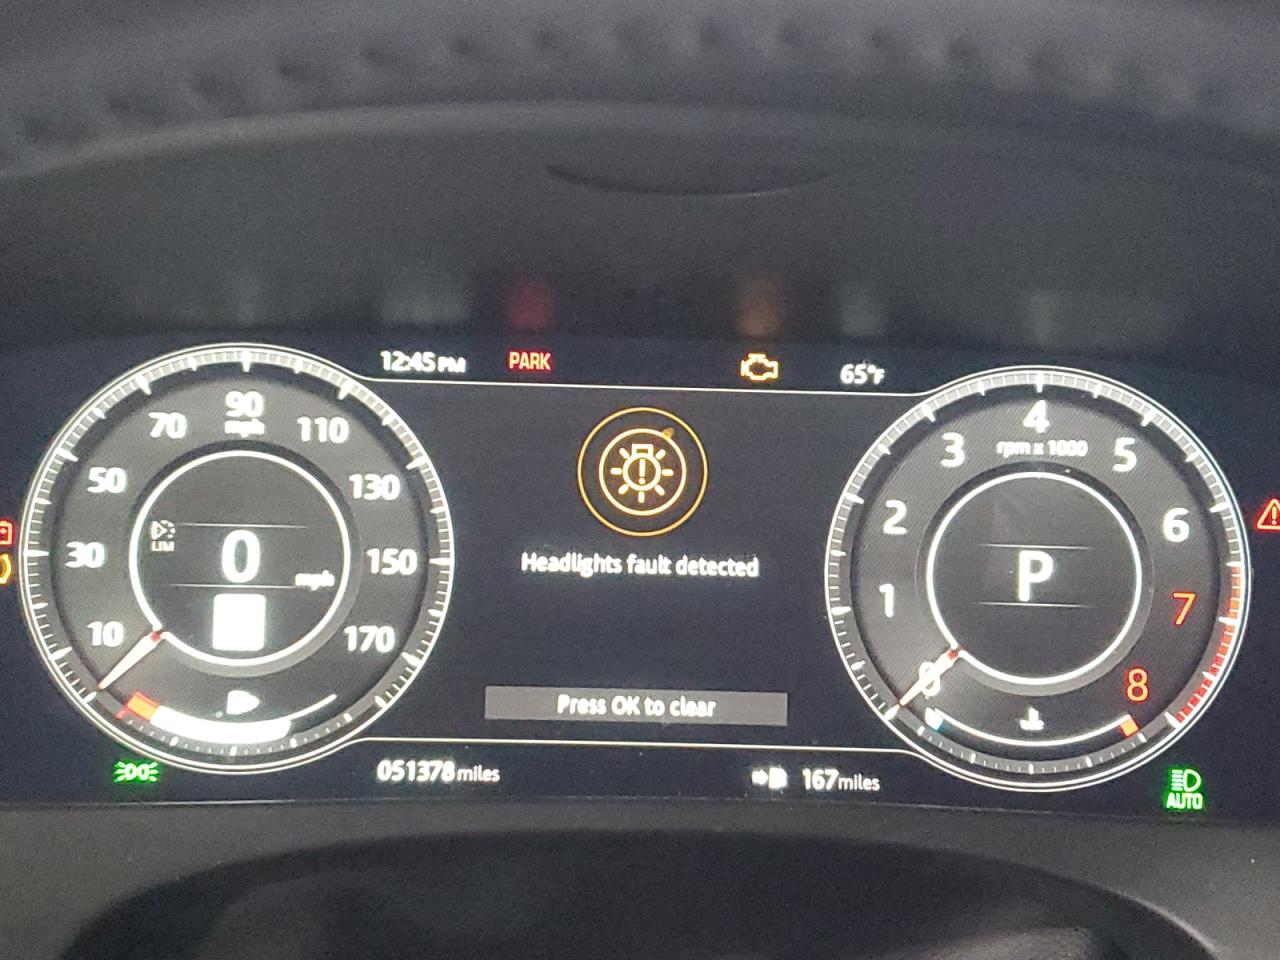 12:45 PM
PARK
65°F
90
mph
70
110
50
130
30
150
10
170
LIM
0
mph
Headlights fault detected
Press OK to clear
4
rpm x 1000
3
5
2
6
1
7
0
8
P
051378 miles
167 miles
AUTO